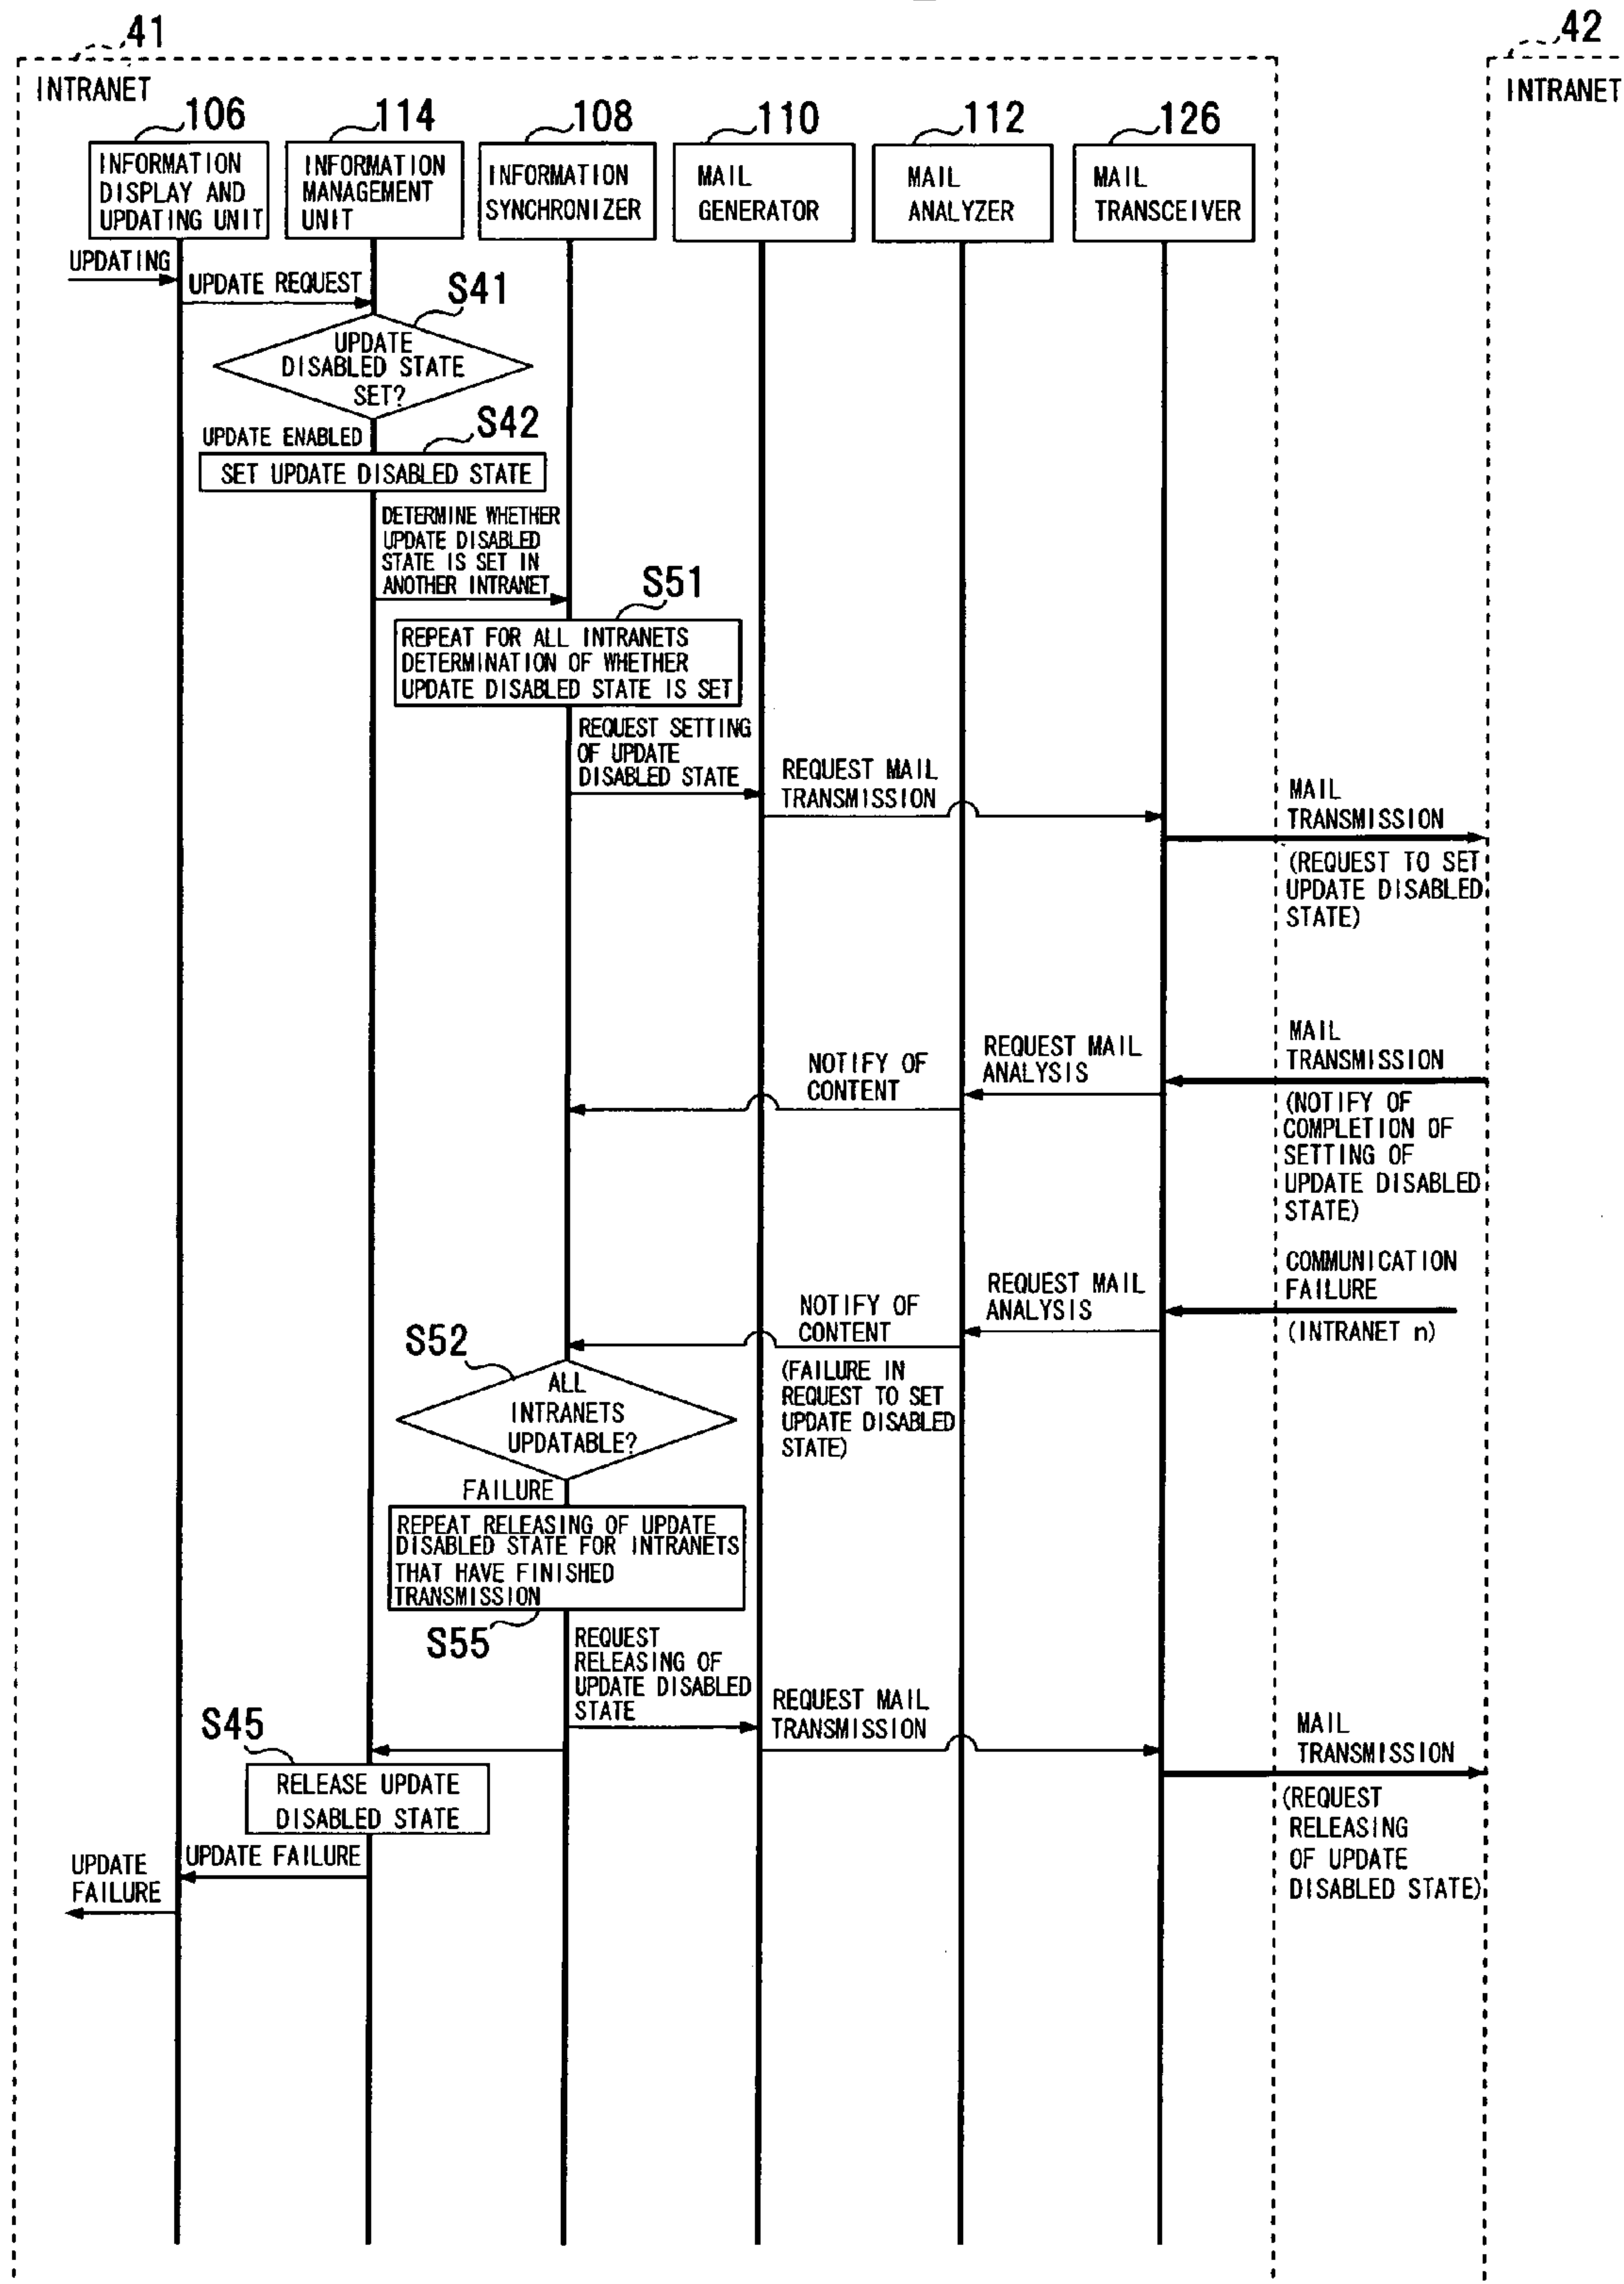 41
42
INTRANET
INTRANET
106
114
108
110
112
126
INFORMATION
DISPLAY AND
UPDATING UNIT
INFORMATION
MANAGEMENT
UNIT
INFORMATION
SYNCHRONIZER
MAIL
GENERATOR
MAIL
ANALYZER
MAIL
TRANSCEIVER
UPDATING
UPDATE REQUEST
S41
UPDATE
DISABLED STATE
SET?
UPDATE ENABLED
S42
SET UPDATE DISABLED STATE
DETERMINE WHETHER
UPDATE DISABLED
STATE IS SET IN
ANOTHER INTRANET
S51
REPEAT FOR ALL INTRANETS
DETERMINATION OF WHETHER
UPDATE DISABLED STATE IS SET
REQUEST SETTING
OF UPDATE
DISABLED STATE
REQUEST MAIL
TRANSMISSION
MAIL
TRANSMISSION
(REQUEST TO SET
UPDATE DISABLED
STATE)
MAIL
TRANSMISSION
REQUEST MAIL
ANALYSIS
NOTIFY OF
CONTENT
(NOTIFY OF
COMPLETION OF
SETTING OF
UPDATE DISABLED
STATE)
COMMUNICATION
FAILURE
(INTRANET n)
REQUEST MAIL
ANALYSIS
NOTIFY OF
CONTENT
(FAILURE IN
REQUEST TO SET
UPDATE DISABLED
STATE)
S52
ALL
INTRANETS
UPDATABLE?
FAILURE
REPEAT RELEASING OF UPDATE
DISABLED STATE FOR INTRANETS
THAT HAVE FINISHED
TRANSMISSION
S55
REQUEST
RELEASING OF
UPDATE DISABLED
STATE
REQUEST MAIL
TRANSMISSION
MAIL
TRANSMISSION
(REQUEST
RELEASING
OF UPDATE
DISABLED STATE)
S45
RELEASE UPDATE
DISABLED STATE
UPDATE FAILURE
UPDATE
FAILURE